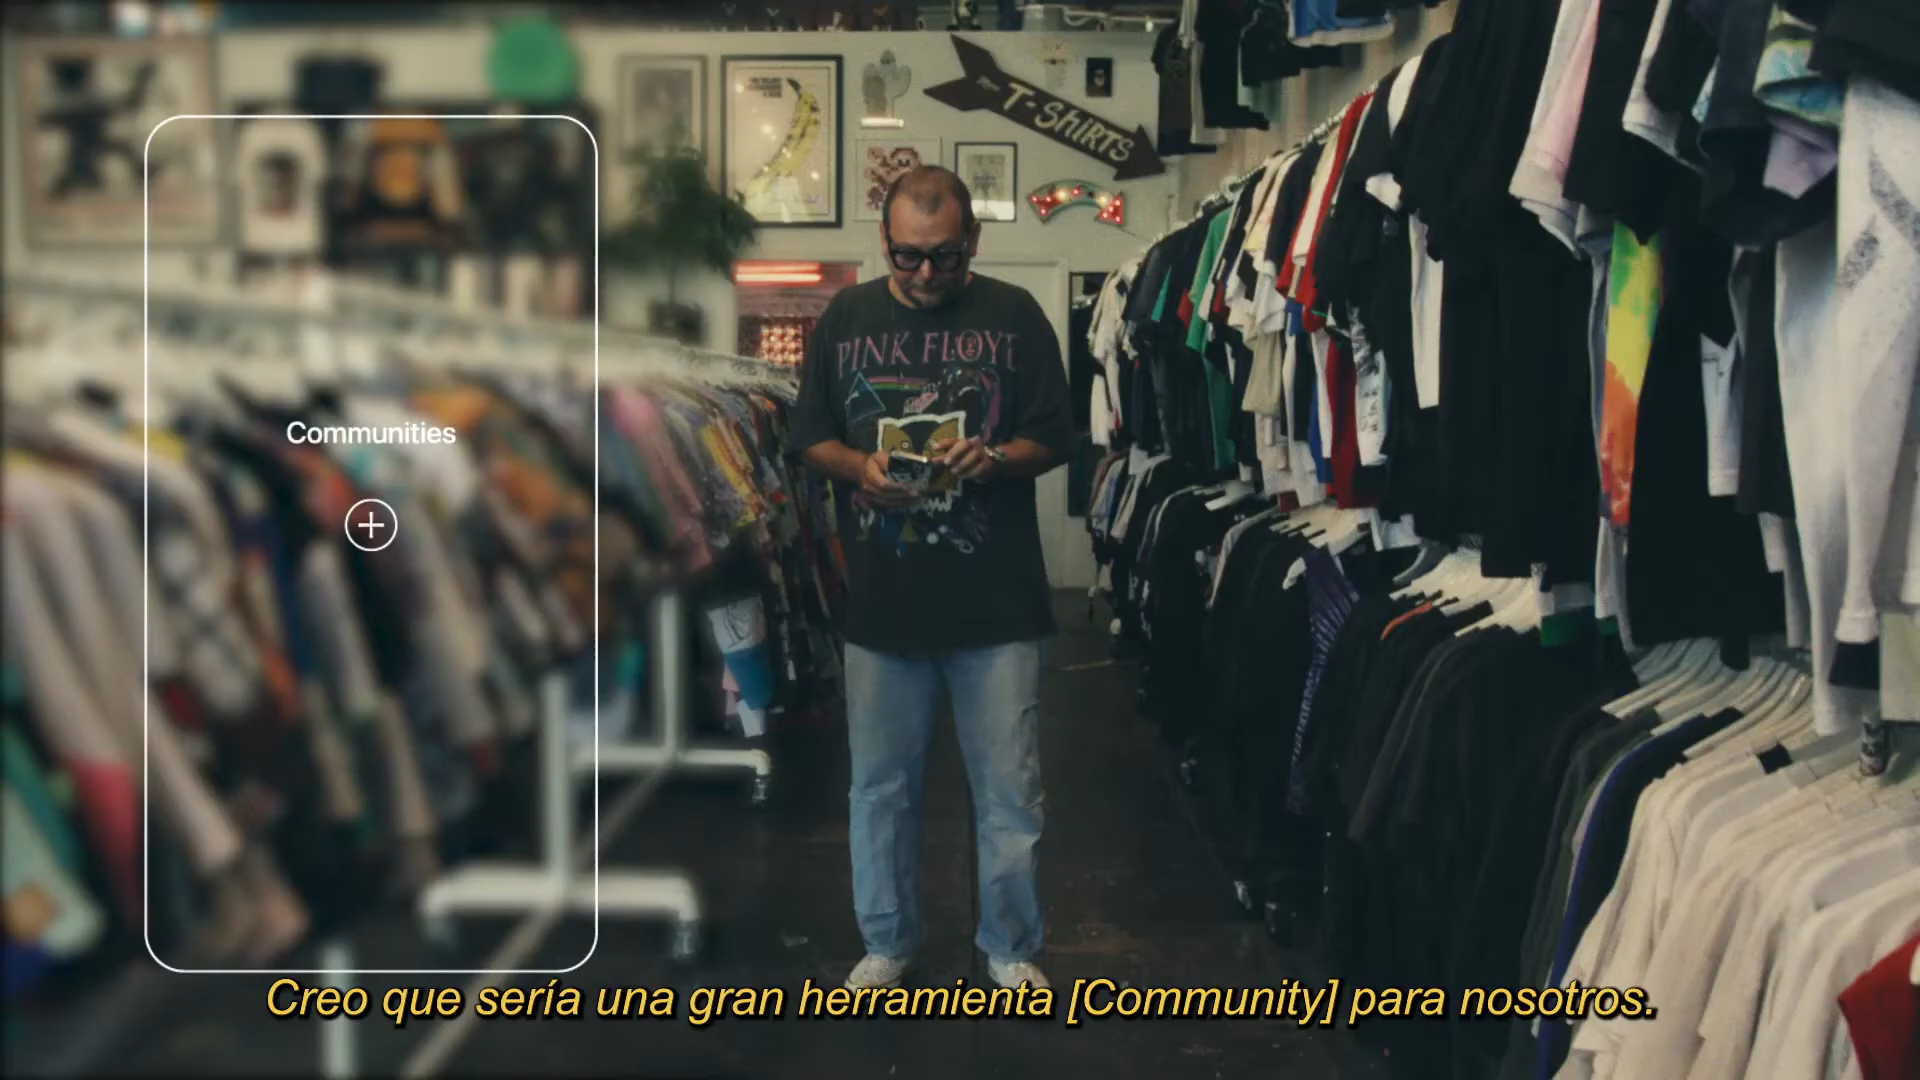 T-SHIRTS
PINK FLOYD
Communities
Creo que sería una gran herramienta [Community] para nosotros.